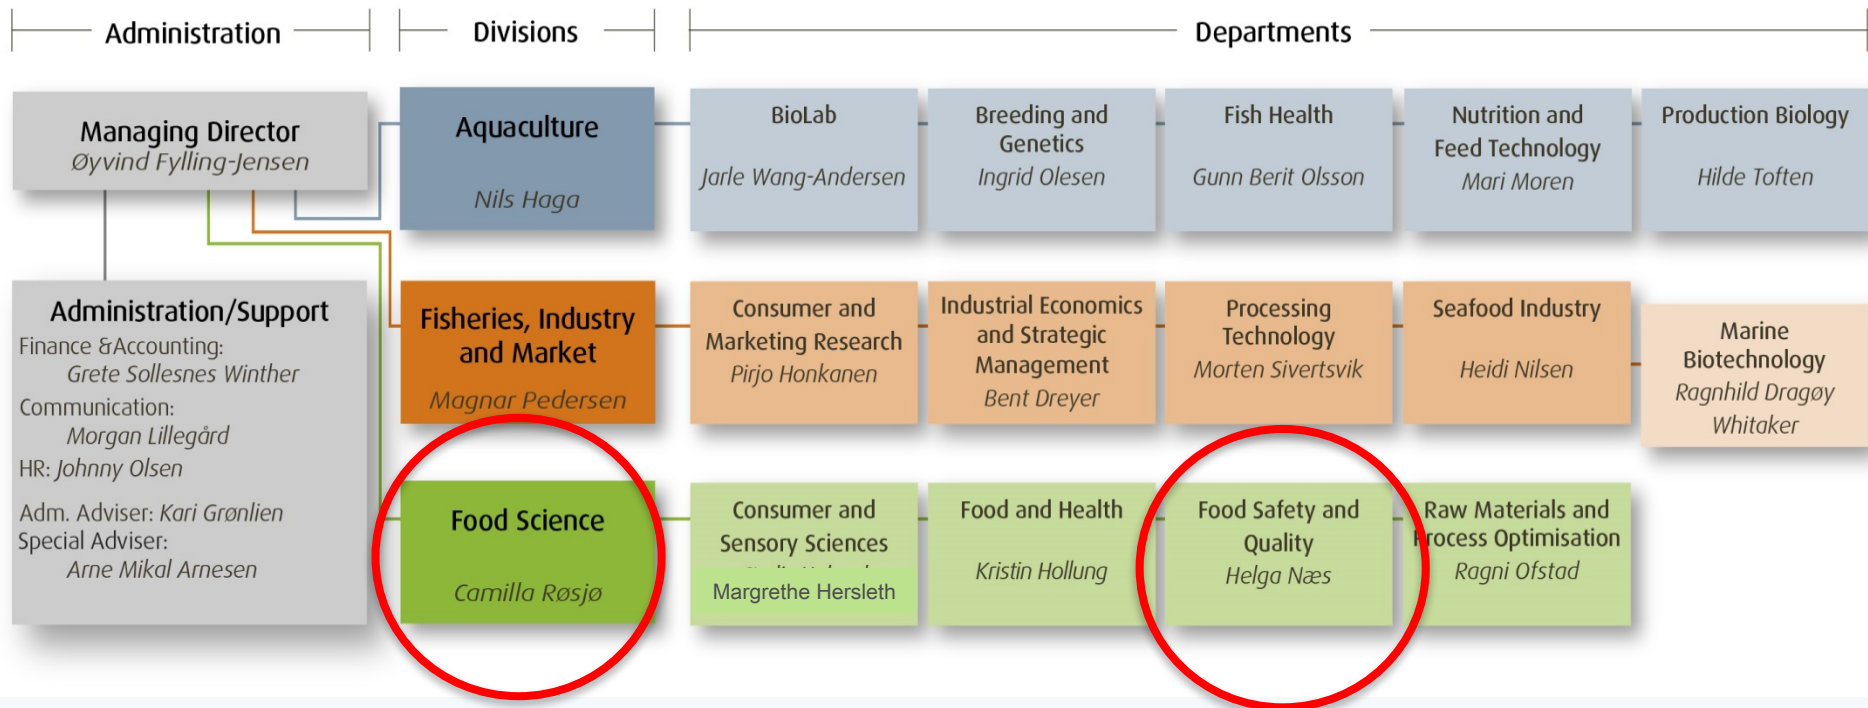 Administration
Divisions
Departments
Managing Director
Øyvind Fylling-Jensen
Aquaculture
Nils Haga
BioLab
Jarle Wang-Andersen
Breeding and
Genetics
Ingrid Olesen
Fish Health
Gunn Berit Olsson
Nutrition and
Feed Technology
Mari Moren
Production Biology
Hilde Toften
Administration/Support
Finance &Accounting:
Grete Sollesnes Winther
Communication:
Morgan Lillegård
HR: Johnny Olsen
Adm. Adviser: Kari Grønlien
Special Adviser:
Arne Mikal Arnesen
Fisheries, Industry
and Market
Magnar Pedersen
Consumer and
Marketing Research
Pirjo Honkanen
Industrial Economics
and Strategic
Management
Bent Dreyer
Processing
Technology
Morten Sivertsvik
Seafood Industry
Heidi Nilsen
Marine
Biotechnology
Ragnhild Dragøy
Whitaker
Food Science
Camilla Røsjø
Consumer and
Sensory Sciences
Margrethe Hersleth
Food and Health
Kristin Hollung
Food Safety and
Quality
Helga Næs
Raw Materials and
Process Optimisation
Ragni Ofstad